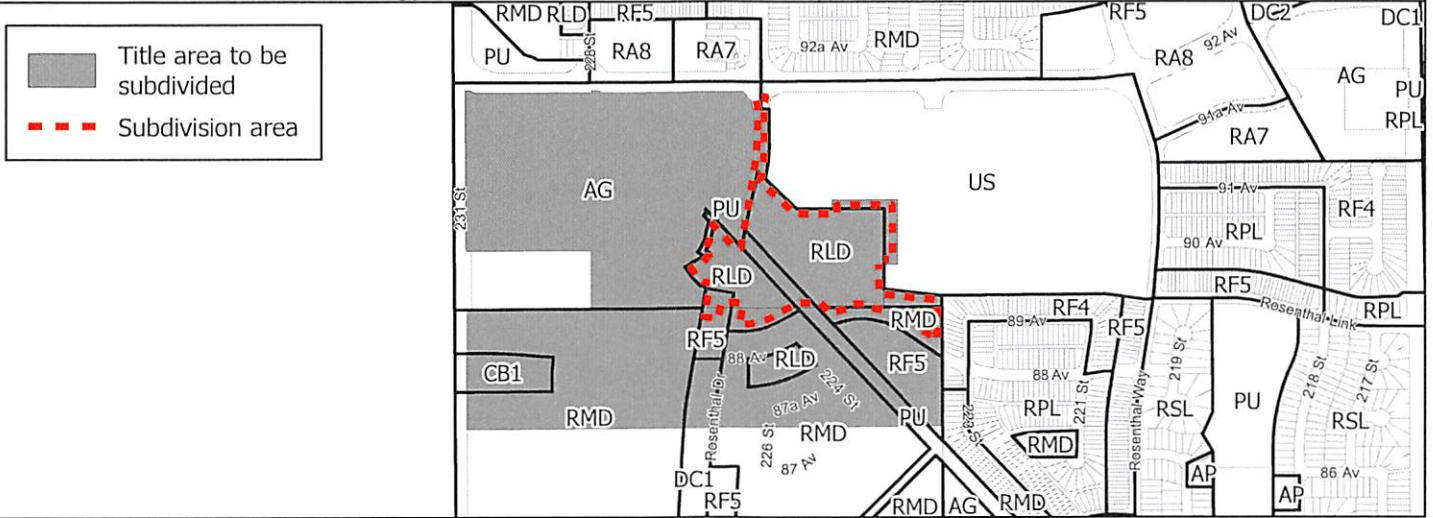 Title area to be
subdivided
Subdivision area
RMD
RLD
RF5
RF5
DC2
DC1
PU
228 St
RA8
RA7
92a Av
RMD
RA8
92 Av
AG
PU
RPL
91a Av
RA7
231 St
AG
US
PU
RLD
RLD
91 Av
RF4
RPL
90 Av
RF5
Rosenthal Link
RPL
RMD
RF4
89 Av
RF5
RF5
88 Av
RLD
RF5
CB1
224 St
88 Av
219 St
218 St
217 St
87a Av
221 St
RMD
Rosenthal Dr
226 St
RMD
PU
223 St
RPL
RMD
Rosenthal Way
RSL
PU
RSL
87 Av
DC1
RF5
RMD
AG
RMD
AP
AP
86 Av